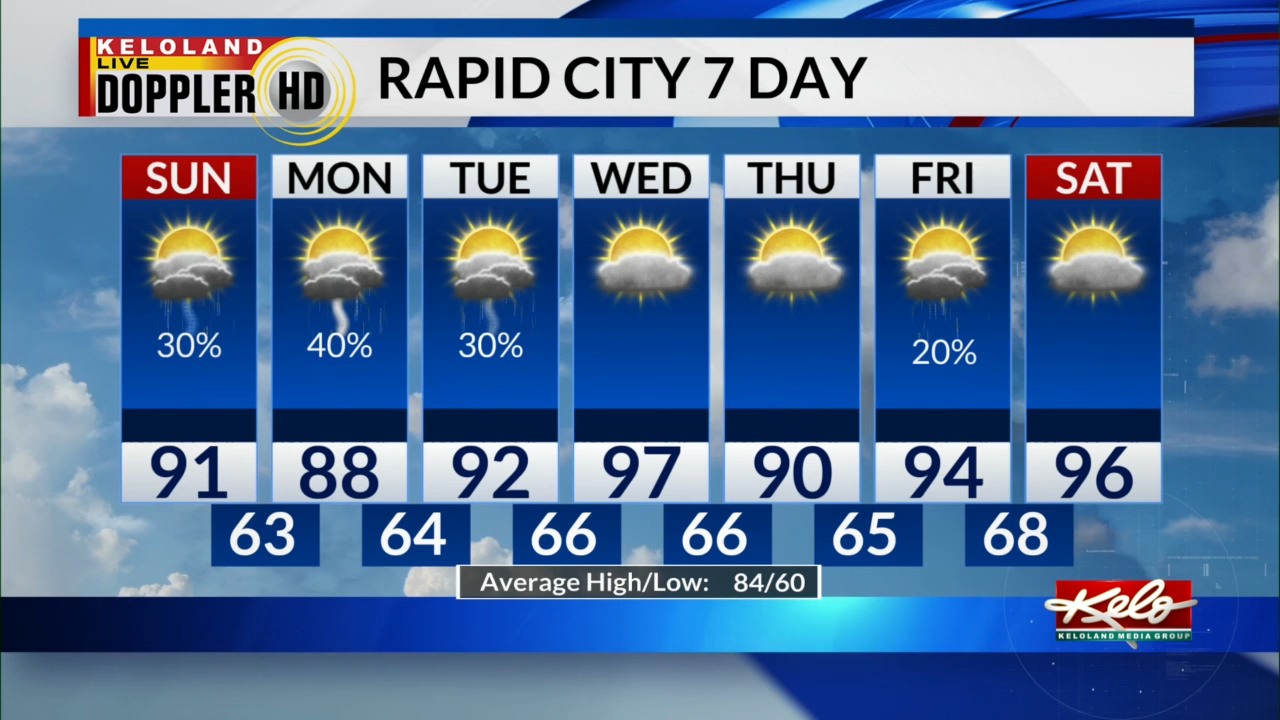 KELOLAND
LIVE
DOPPLER HD
RAPID CITY 7 DAY
SUN MON TUE WED THU FRI SAT
30% 40% 30% 20%
91 88 92 97 90 94 96
63 64 66 66 65 68
Average High/Low: 84/60
Kelo
KELOLAND MEDIA GROUP